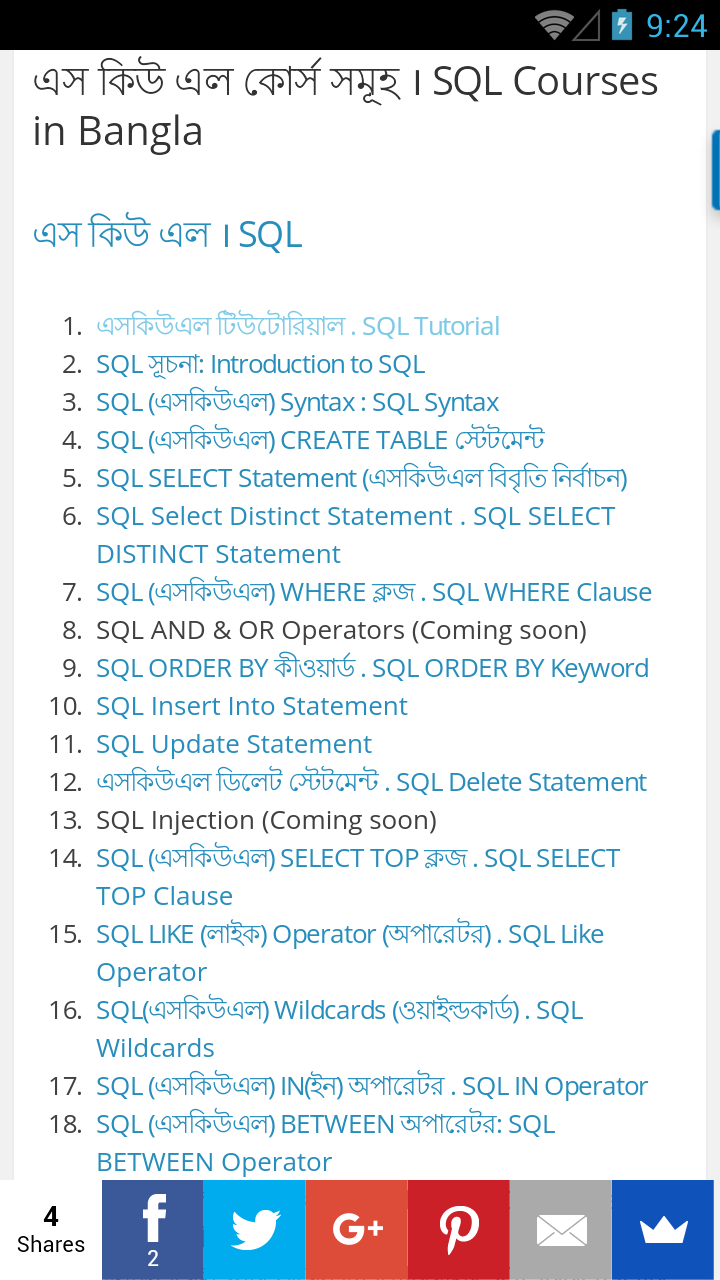 9:24
এস কিউ এল কোর্স সমূহ । SQL Courses
in Bangla
এস কিউ এল । SQL
1. এসকিউএল টিউটোরিয়াল . SQL Tutorial
2. SQL সূচনা: Introduction to SQL
3. SQL (এসকিউএল) Syntax : SQL Syntax
4. SQL (এসকিউএল) CREATE TABLE স্টেটমেন্ট
5. SQL SELECT Statement (এসকিউএল বিবৃতি নির্বাচন)
6. SQL Select Distinct Statement . SQL SELECT
DISTINCT Statement
7. SQL (এসকিউএল) WHERE ক্লজ . SQL WHERE Clause
8. SQL AND & OR Operators (Coming soon)
9. SQL ORDER BY কীওয়ার্ড . SQL ORDER BY Keyword
10. SQL Insert Into Statement
11. SQL Update Statement
12. এসকিউএল ডিলেট স্টেটমেন্ট . SQL Delete Statement
13. SQL Injection (Coming soon)
14. SQL (এসকিউএল) SELECT TOP ক্লজ . SQL SELECT
TOP Clause
15. SQL LIKE (লাইক) Operator (অপারেটর) . SQL Like
Operator
16. SQL(এসকিউএল) Wildcards (ওয়াইল্ডকার্ড) . SQL
Wildcards
17. SQL (এসকিউএল) IN(ইন) অপারেটর . SQL IN Operator
18. SQL (এসকিউএল) BETWEEN অপারেটর: SQL
BETWEEN Operator
4
Shares
2
G+